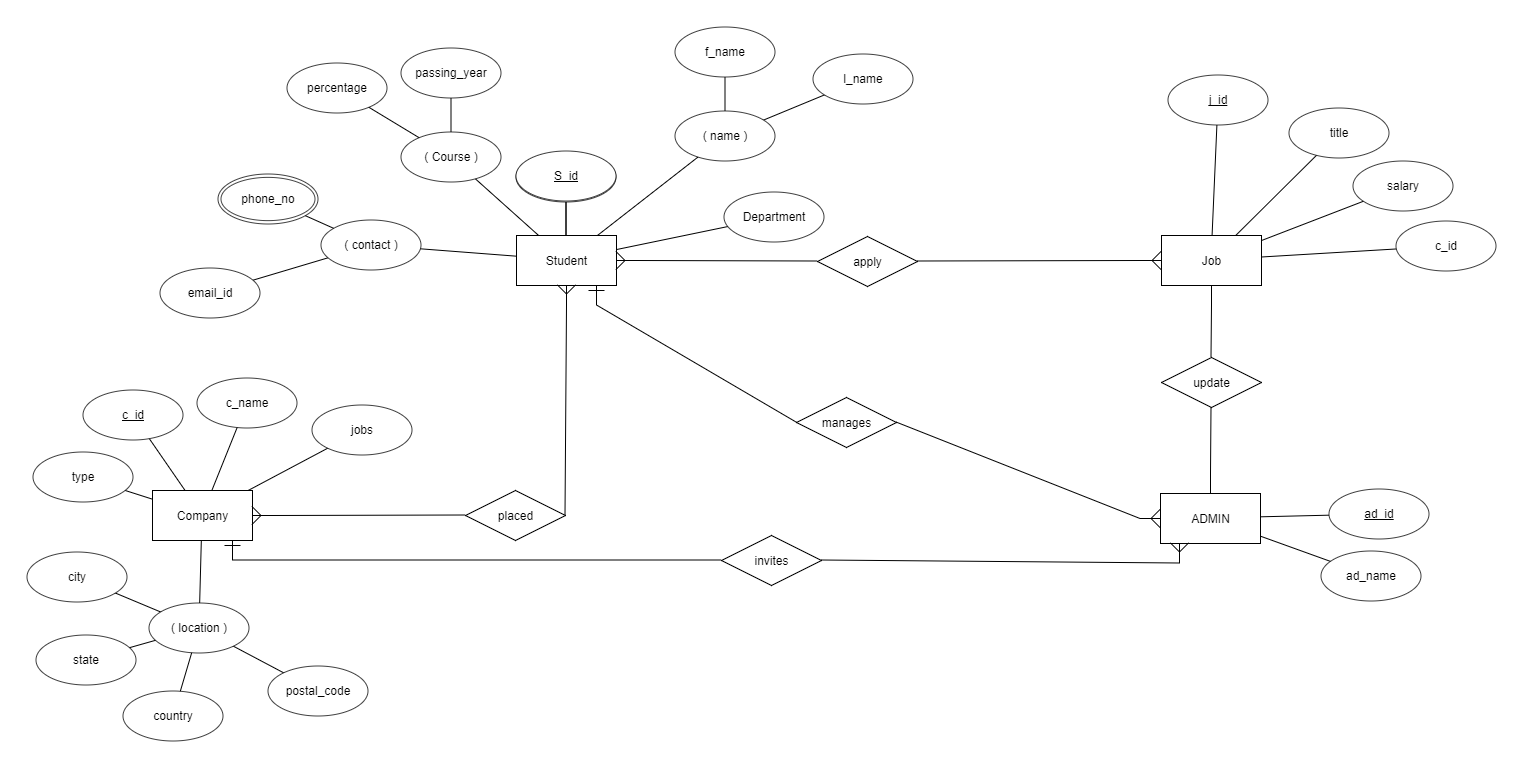 f_name
l_name
passing_year
percentage
j_id
title
( name )
( Course )
S_id
salary
phone_no
Department
( contact )
c_id
Student
apply
Job
email_id
update
c_name
c_id
manages
jobs
type
Company
placed
ADMIN
ad_id
invites
ad_name
city
( location )
state
postal_code
country